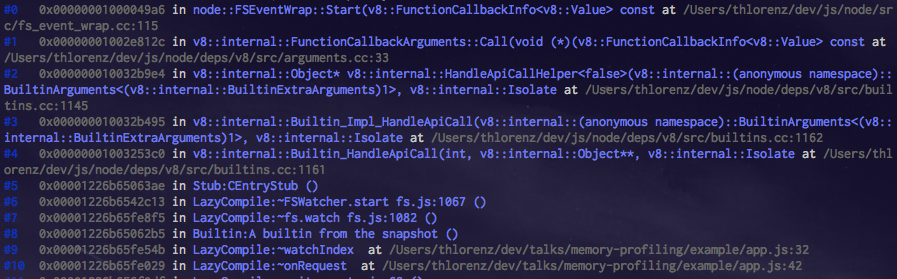 #0   0x00000001000049a6 in node::FSEventWrap::Start(v8::FunctionCallbackInfo<v8::Value> const at /Users/thlorenz/dev/js/node/sr
c/fs_event_wrap.cc:115
#1   0x00000001002e812c in v8::internal::FunctionCallbackArguments::Call(void (*)(v8::FunctionCallbackInfo<v8::Value> const at
/Users/thlorenz/dev/js/node/deps/v8/src/arguments.cc:33
#2   0x000000010032b9e4 in v8::internal::Object* v8::internal::HandleApiCallHelper<false>(v8::internal::(anonymous namespace)::
BuiltinArguments<(v8::internal::BuiltinExtraArguments)1>, v8::internal::Isolate at /Users/thlorenz/dev/js/node/deps/v8/src/buil
tins.cc:1145
#3   0x000000010032b495 in v8::internal::Builtin_Impl_HandleApiCall(v8::internal::(anonymous namespace)::BuiltinArguments<(v8::
internal::BuiltinExtraArguments)1>, v8::internal::Isolate at /Users/thlorenz/dev/js/node/deps/v8/src/builtins.cc:1162
#4   0x00000001003253c0 in v8::internal::Builtin_HandleApiCall(int, v8::internal::Object**, v8::internal::Isolate at /Users/thl
orenz/dev/js/node/deps/v8/src/builtins.cc:1161
#5   0x00001226b65063ae in Stub:CEntryStub ()
#6   0x00001226b6542c13 in LazyCompile:~FSWatcher.start fs.js:1067 ()
#7   0x00001226b65fe8f5 in LazyCompile:~fs.watch fs.js:1082 ()
#8   0x00001226b65062b5 in Builtin:A builtin from the snapshot ()
#9   0x00001226b65fe54b in LazyCompile:~watchIndex  at /Users/thlorenz/dev/talks/memory-profiling/example/app.js:32
#10  0x00001226b65fe029 in LazyCompile:~onRequest  at /Users/thlorenz/dev/talks/memory-profiling/example/app.js:42